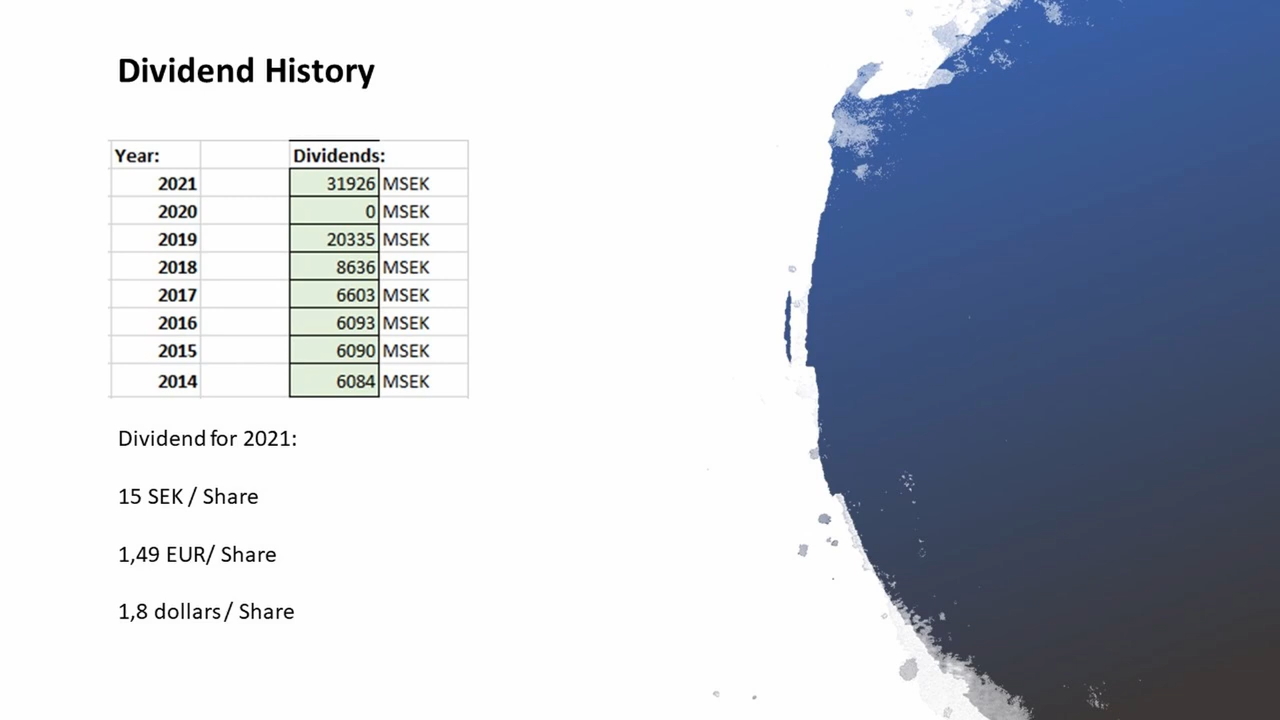 Dividend History
Year: Dividends:
2021 31926 MSEK
2020 0 MSEK
2019 20335 MSEK
2018 8636 MSEK
2017 6603 MSEK
2016 6093 MSEK
2015 6090 MSEK
2014 6084 MSEK
Dividend for 2021:
15 SEK / Share
1,49 EUR/ Share
1,8 dollars / Share